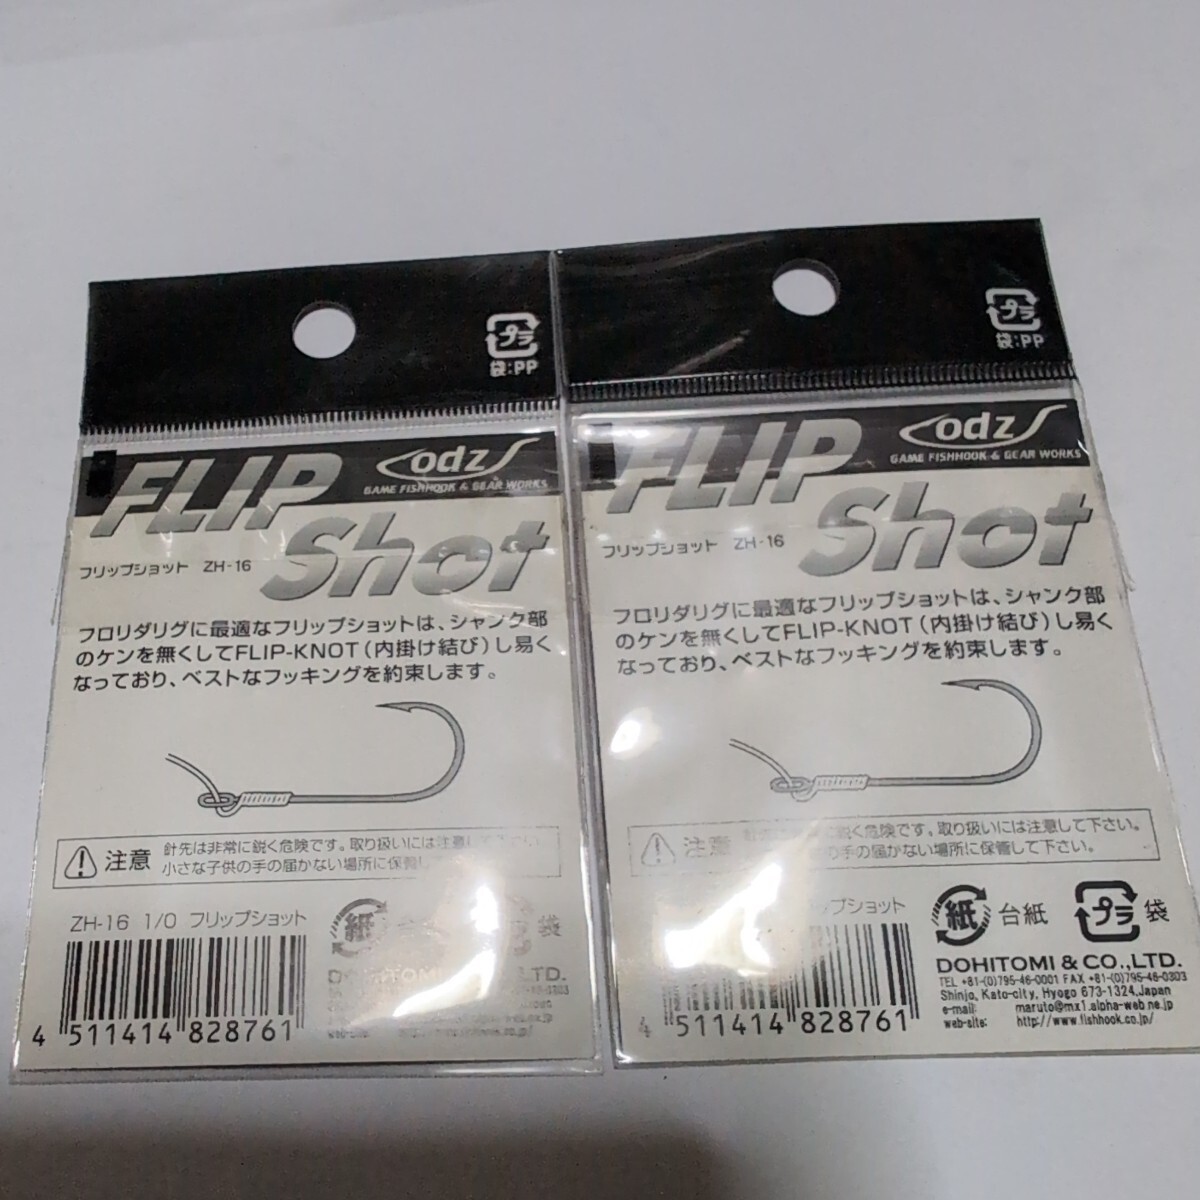 プラ
袋:PP
FLIP
Shot
odz
GAME FISHHOOK & GEAR WORKS
フリップショット ZH-16
フロリダリグに最適なフリップショットは、シャンク部
のケンを無くしてFLIP-KNOT(内掛け結び)し易く
なっており、ベストなフッキングを約束します。
注意
針先は非常に鋭く危険です。取り扱いには注意して下さい。
小さな子供の手の届かない場所に保管し
ZH-16 1/0 フリップショット
紙
台紙
袋
DOHITOMI & CO.,LTD.
4 511414 828761
プラ
袋:PP
FLIP
Shot
odz
GAME FISHHOOK & GEAR WORKS
フリップショット ZH-16
フロリダリグに最適なフリップショットは、シャンク部
のケンを無くしてFLIP-KNOT(内掛け結び)し易く
なっており、ベストなフッキングを約束します。
注意
鋭く危険です。取り扱いには注意して下さい。
の手の届かない場所に保管して下さい。
ップショット
紙
台紙
プラ
袋
DOHITOMI & CO.,LTD.
TEL +81-(0)795-46-0001 FAX +81-(0)795-46-0303
Shinjo, Kato-city, Hyogo 673-1324,Japan
e-mail: maruto@mx1.alpha-web.ne.jp
web-site: http://www.fishhook.co.jp/
4 511414 828761